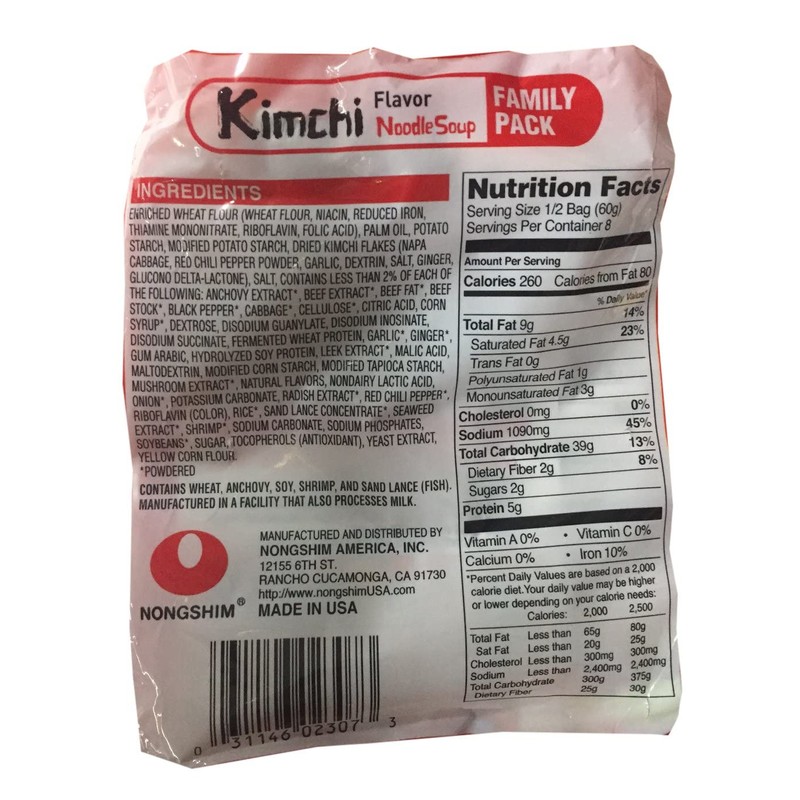 Kimchi Flavor Noodle Soup
FAMILY PACK
INGREDIENTS
ENRICHED WHEAT FLOUR (WHEAT FLOUR, NIACIN, REDUCED IRON,
THIAMINE MONONITRATE, RIBOFLAVIN, FOLIC ACID), PALM OIL, POTATO
STARCH, MODIFIED POTATO STARCH, DRIED KIMCHI FLAKES (NAPA
CABBAGE, RED CHILI PEPPER POWDER, GARLIC, DEXTRIN, SALT, GINGER,
GLUCONO DELTA-LACTONE), SALT, CONTAINS LESS THAN 2% OF EACH OF
THE FOLLOWING: ANCHOVY EXTRACT*, BEEF EXTRACT*, BEEF FAT*, BEEF
STOCK*, BLACK PEPPER*, CABBAGE*, CELLULOSE*, CITRIC ACID, CORN
SYRUP*, DEXTROSE, DISODIUM GUANYLATE, DISODIUM INOSINATE,
DISODIUM SUCCINATE, FERMENTED WHEAT PROTEIN, GARLIC*, GINGER*,
GUM ARABIC, HYDROLYZED SOY PROTEIN, LEEK EXTRACT*, MALIC ACID,
MALTODEXTRIN, MODIFIED CORN STARCH, MODIFIED TAPIOCA STARCH,
MUSHROOM EXTRACT*, NATURAL FLAVORS, NONDAIRY LACTIC ACID,
ONION*, POTASSIUM CARBONATE, RADISH EXTRACT*, RED CHILI PEPPER*,
RIBOFLAVIN (COLOR), RICE*, SAND LANCE CONCENTRATE*, SEAWEED
EXTRACT*, SHRIMP*, SODIUM CARBONATE, SODIUM PHOSPHATES,
SOYBEANS*, SUGAR, TOCOPHEROLS (ANTIOXIDANT), YEAST EXTRACT,
YELLOW CORN FLOUR.
*POWDERED
CONTAINS WHEAT, ANCHOVY, SOY, SHRIMP, AND SAND LANCE (FISH).
MANUFACTURED IN A FACILITY THAT ALSO PROCESSES MILK.
MANUFACTURED AND DISTRIBUTED BY
NONGSHIM AMERICA, INC.
12155 6TH ST.
RANCHO CUCAMONGA, CA 91730
http://www.nongshimUSA.com
MADE IN USA
NONGSHIM®
0 31146 02307 3
Nutrition Facts
Serving Size 1/2 Bag (60g)
Servings Per Container 8
Amount Per Serving
Calories 260 Calories from Fat 80
% Daily Value*
Total Fat 9g 14%
Saturated Fat 4.5g 23%
Trans Fat 0g
Polyunsaturated Fat 1g
Monounsaturated Fat 3g
Cholesterol 0mg 0%
Sodium 1090mg 45%
Total Carbohydrate 39g 13%
Dietary Fiber 2g 8%
Sugars 2g
Protein 5g
Vitamin A 0% • Vitamin C 0%
Calcium 0% • Iron 10%
*Percent Daily Values are based on a 2,000
calorie diet.Your daily value may be higher
or lower depending on your calorie needs:
Calories: 2,000 2,500
Total Fat Less than 65g 80g
Sat Fat Less than 20g 25g
Cholesterol Less than 300mg 300mg
Sodium Less than 2,400mg 2,400mg
Total Carbohydrate 300g 375g
Dietary Fiber 25g 30g